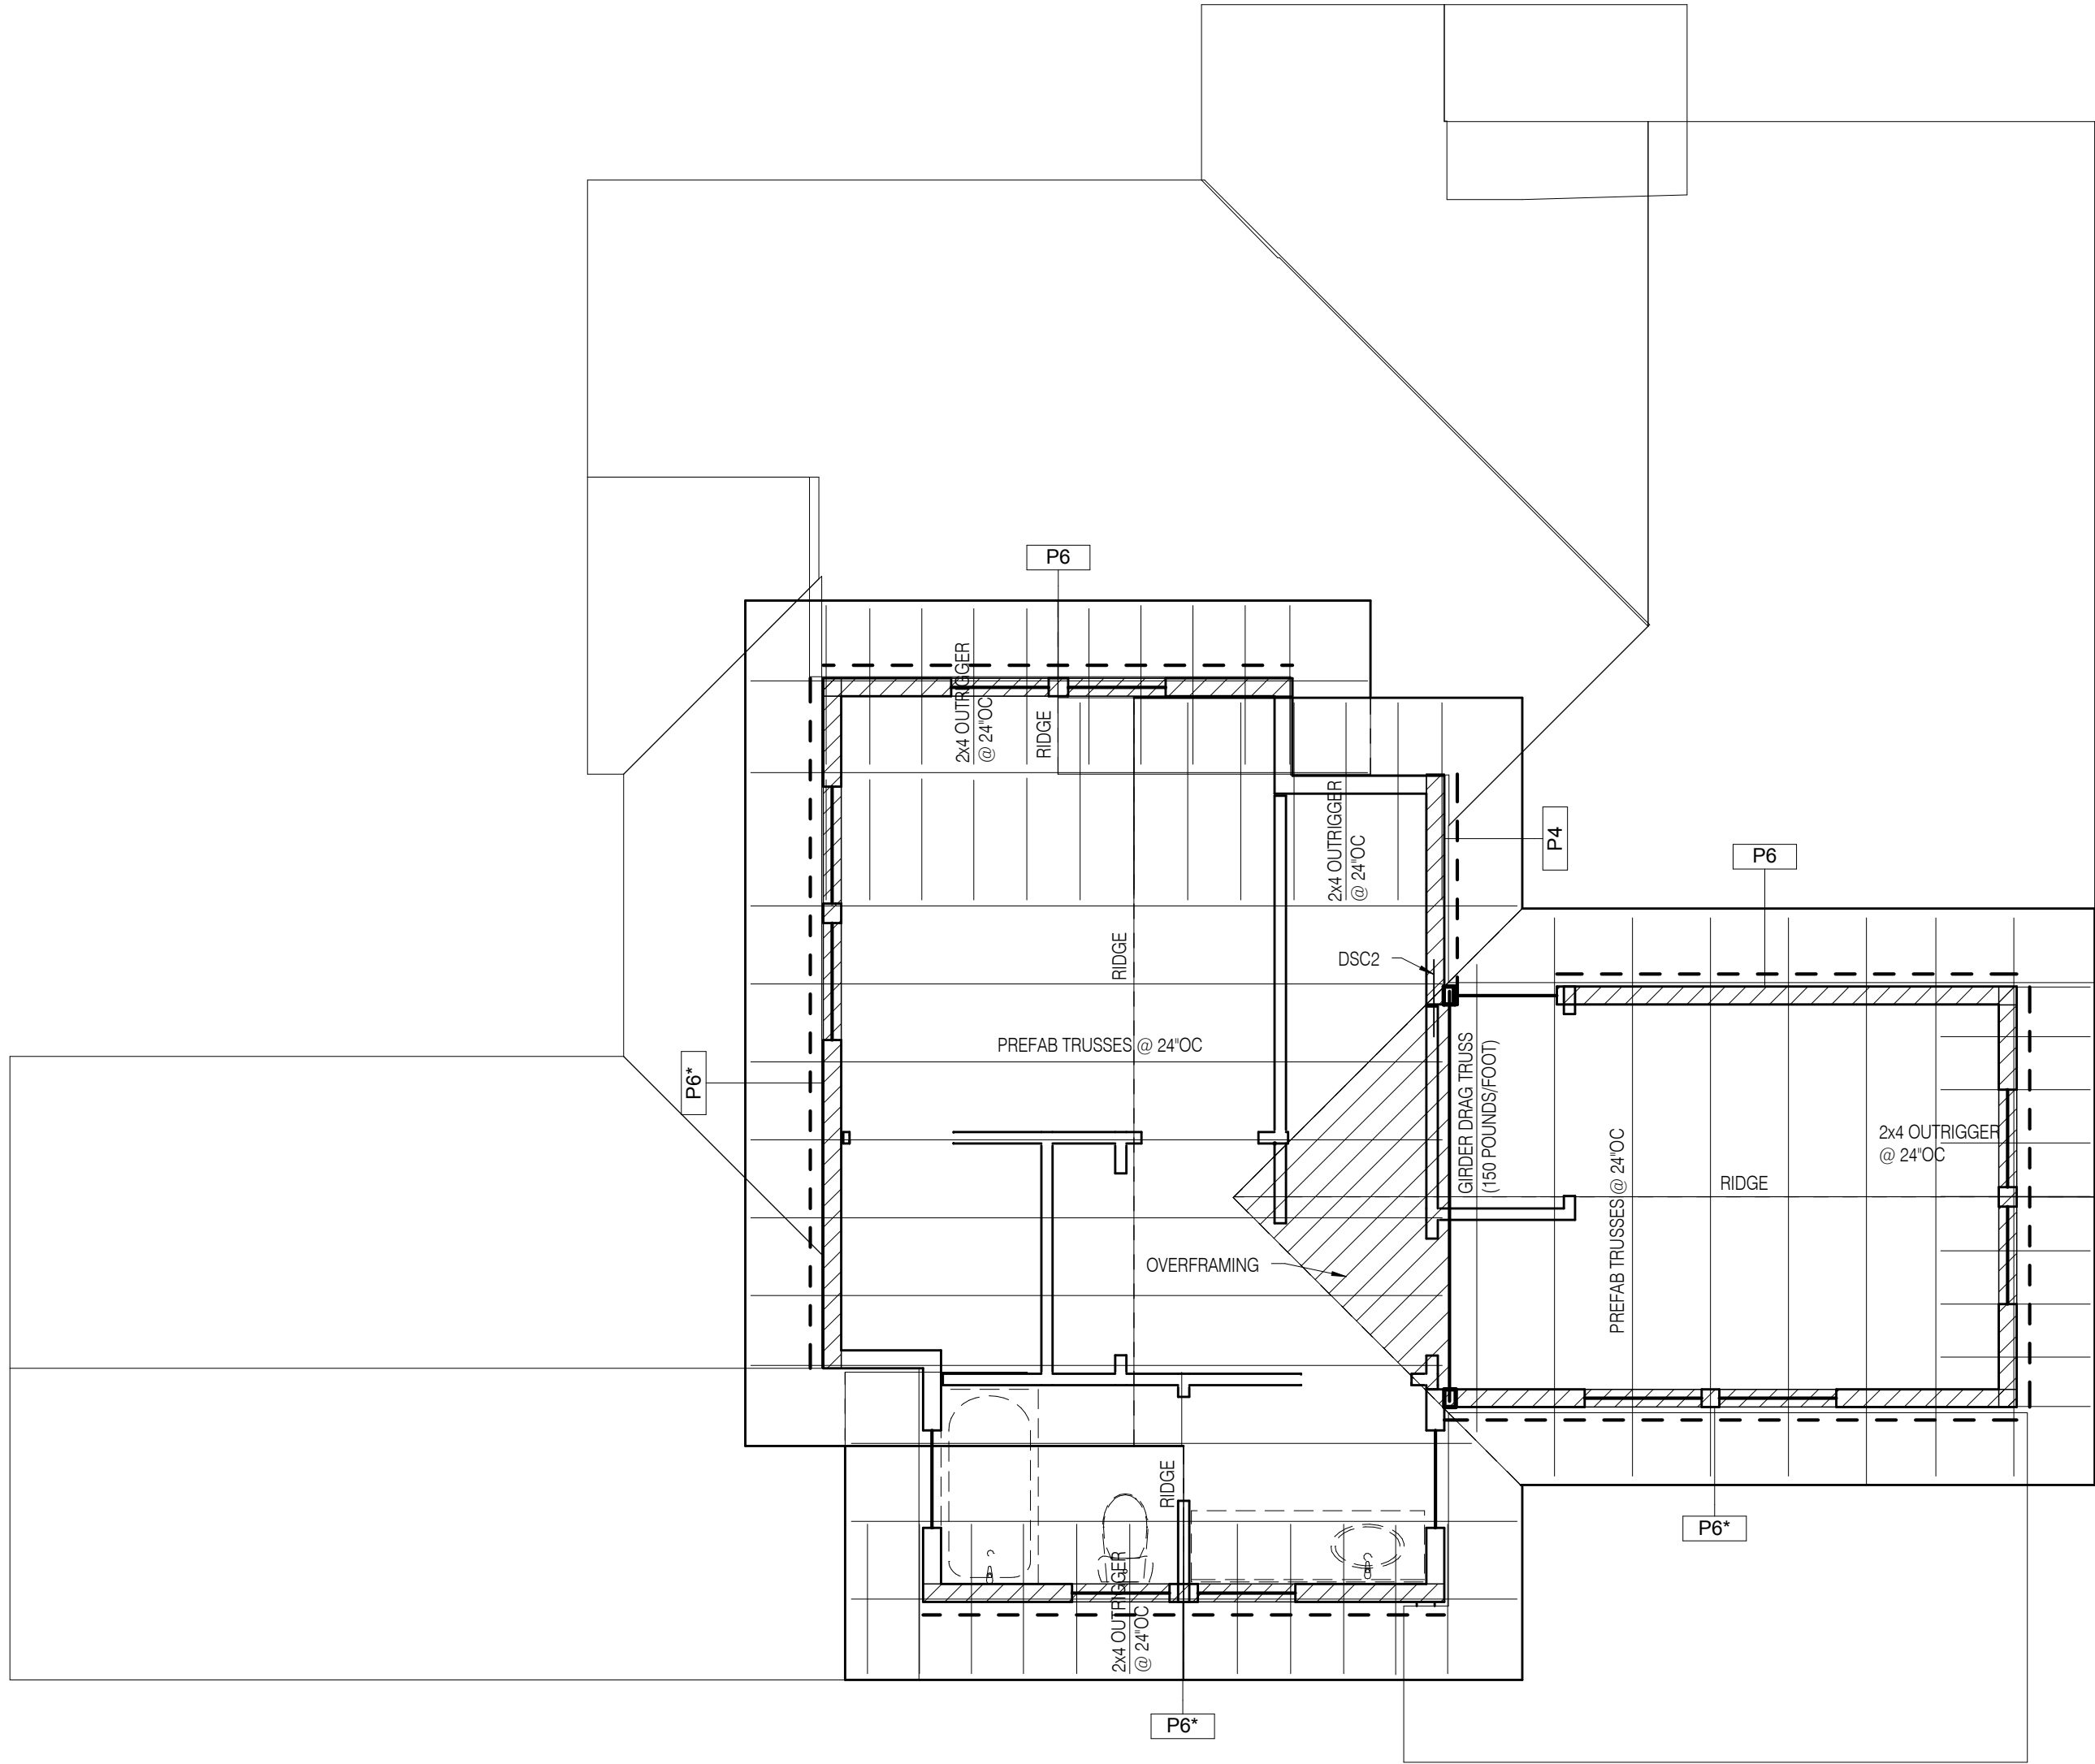 P6
2x4 OUTRIGGER
@ 24"OC
RIDGE
2x4 OUTRIGGER
@ 24"OC
P4
P6
RIDGE
DSC2
PREFAB TRUSSES @ 24"OC
P6*
GIRDER DRAG TRUSS
(150 POUNDS/FOOT)
PREFAB TRUSSES @ 24"OC
2x4 OUTRIGGER
@ 24"OC
RIDGE
OVERFRAMING
RIDGE
2x4 OUTRIGGER
@ 24"OC
P6*
P6*